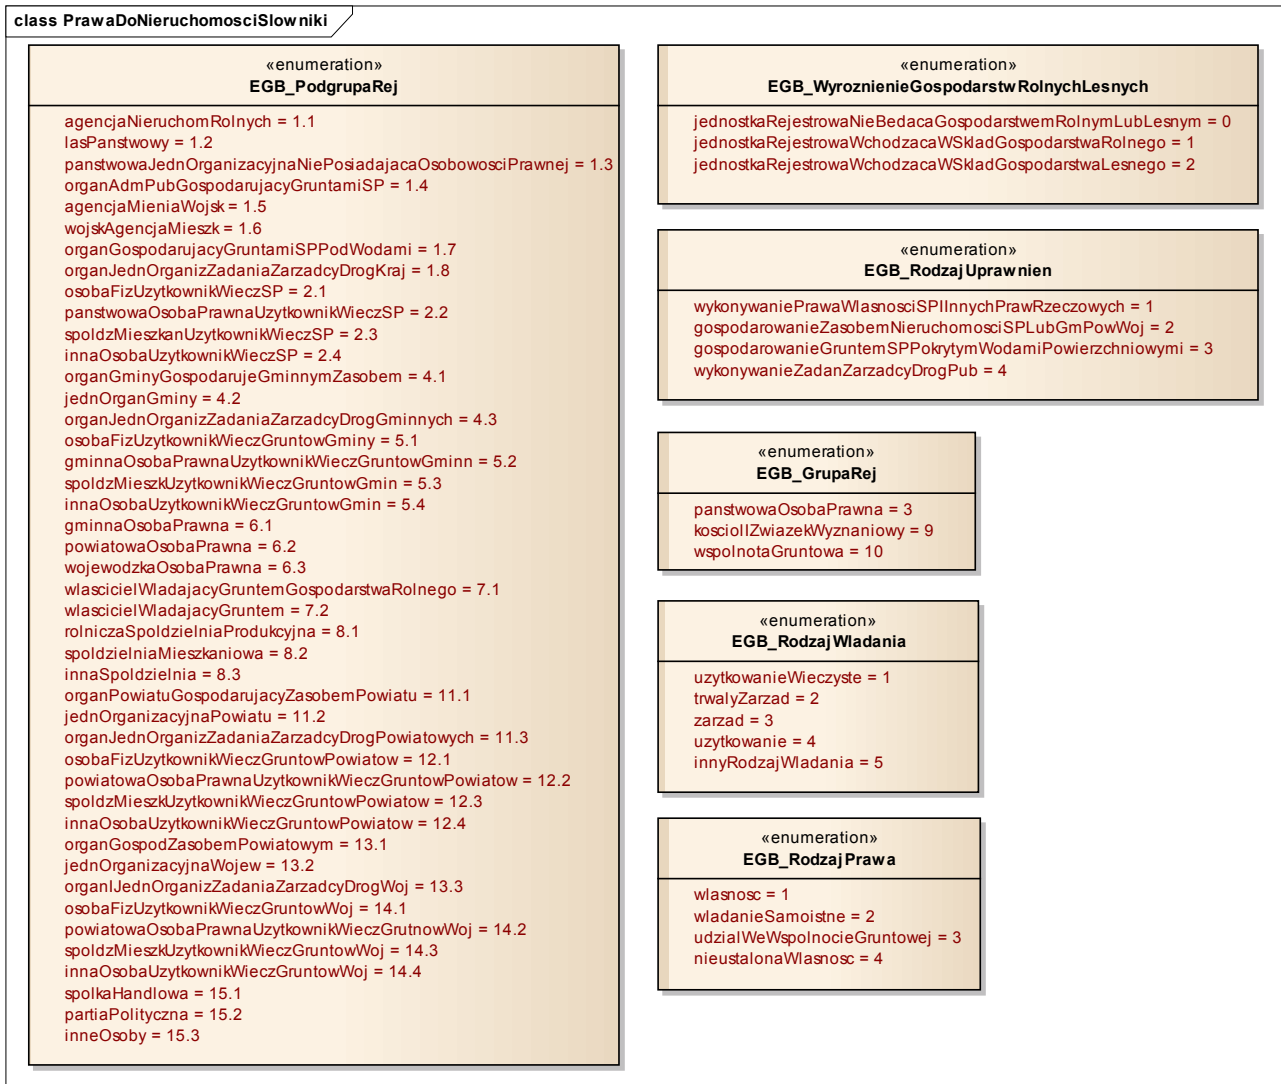 class PrawaDoNieruchomosciSlowniki
«enumeration»
EGB_PodgrupaRej
agencjaNieruchomRolnych = 1.1
lasPanstwowy = 1.2
panstwowaJednOrganizacyjnaNiePosiadajacaOsobowosciPrawnej = 1.3
organAdmPubGospodarujacyGruntamiSP = 1.4
agencjaMieniaWojsk = 1.5
wojskAgencjaMieszk = 1.6
organGospodarujacyGruntamiSPPodWodami = 1.7
organJednOrganizZadaniaZarzadcyDrogKraj = 1.8
osobaFizUzytkownikWieczSP = 2.1
panstwowaOsobaPrawnaUzytkownikWieczSP = 2.2
spoldzMieszkanUzytkownikWieczSP = 2.3
innaOsobaUzytkownikWieczSP = 2.4
organGminyGospodarujeGminnymZasobem = 4.1
jednOrganGminy = 4.2
organJednOrganizZadaniaZarzadcyDrogGminnych = 4.3
osobaFizUzytkownikWieczGruntowGminy = 5.1
gminnaOsobaPrawnaUzytkownikWieczGruntowGminn = 5.2
spoldzMieszkUzytkownikWieczGruntowGmin = 5.3
innaOsobaUzytkownikWieczGruntowGmin = 5.4
gminnaOsobaPrawna = 6.1
powiatowaOsobaPrawna = 6.2
wojewodzkaOsobaPrawna = 6.3
wlascicielWladajacyGruntemGospodarstwaRolnego = 7.1
wlascicielWladajacyGruntem = 7.2
rolniczaSpoldzielniaProdukcyjna = 8.1
spoldzielniaMieszkaniowa = 8.2
innaSpoldzielnia = 8.3
organPowiatuGospodarujacyZasobemPowiatu = 11.1
jednOrganizacyjnaPowiatu = 11.2
organJednOrganizZadaniaZarzadcyDrogPowiatowych = 11.3
osobaFizUzytkownikWieczGruntowPowiatow = 12.1
powiatowaOsobaPrawnaUzytkownikWieczGruntowPowiatow = 12.2
spoldzMieszkUzytkownikWieczGruntowPowiatow = 12.3
innaOsobaUzytkownikWieczGruntowPowiatow = 12.4
organGospodZasobemPowiatowym = 13.1
jednOrganizacyjnaWojew = 13.2
organIJednOrganizZadaniaZarzadcyDrogWoj = 13.3
osobaFizUzytkownikWieczGruntowWoj = 14.1
powiatowaOsobaPrawnaUzytkownikWieczGrutnowWoj = 14.2
spoldzMieszkUzytkownikWieczGruntowWoj = 14.3
innaOsobaUzytkownikWieczGruntowWoj = 14.4
spolkaHandlowa = 15.1
partiaPolityczna = 15.2
inneOsoby = 15.3
«enumeration»
EGB_WyroznienieGospodarstwRolnychLesnych
jednostkaRejestrowaNieBedacaGospodarstwemRolnymLubLesnym = 0
jednostkaRejestrowaWchodzacaWSkladGospodarstwaRolnego = 1
jednostkaRejestrowaWchodzacaWSkladGospodarstwaLesnego = 2
«enumeration»
EGB_RodzajUprawnien
wykonywaniePrawaWlasnosciSPIInnychPrawRzeczowych = 1
gospodarowanieZasobemNieruchomosciSPLubGmPowWoj = 2
gospodarowanieGruntemSPPokrytymWodamiPowierzchniowymi = 3
wykonywanieZadanZarzadcyDrogPub = 4
«enumeration»
EGB_GrupaRej
panstwowaOsobaPrawna = 3
kosciolIZwiazekWyznaniowy = 9
wspolnotaGruntowa = 10
«enumeration»
EGB_RodzajWladania
uzytkowanieWieczyste = 1
trwalyZarzad = 2
zarzad = 3
uzytkowanie = 4
innyRodzajWladania = 5
«enumeration»
EGB_RodzajPrawa
wlasnosc = 1
wladanieSamoistne = 2
udzialWeWspolnocieGruntowej = 3
nieustalonaWlasnosc = 4